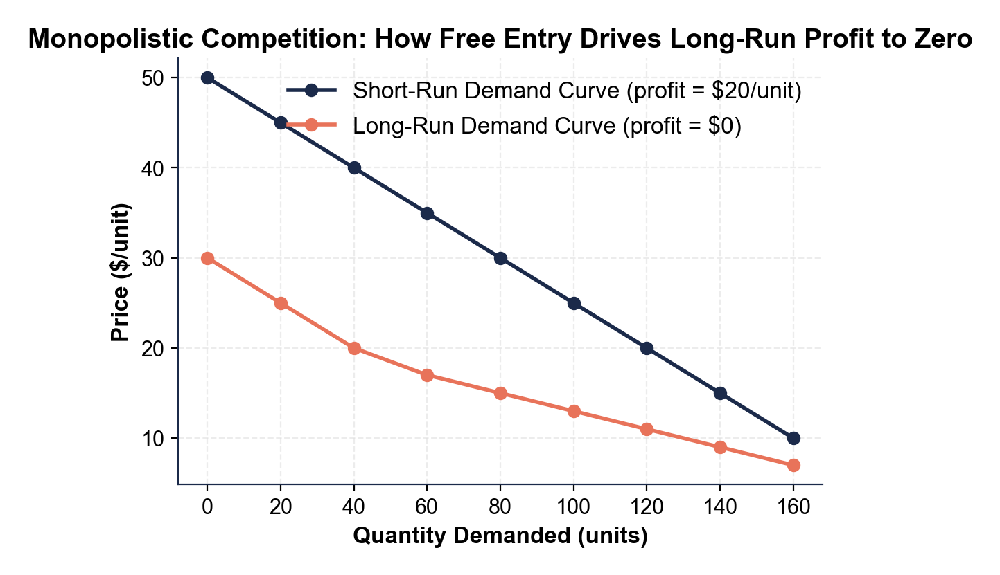 Monopolistic Competition: How Free Entry Drives Long-Run Profit to Zero
Short-Run Demand Curve (profit = $20/unit)
Long-Run Demand Curve (profit = $0)
Price ($/unit)
50
40
30
20
10
0 20 40 60 80 100 120 140 160
Quantity Demanded (units)